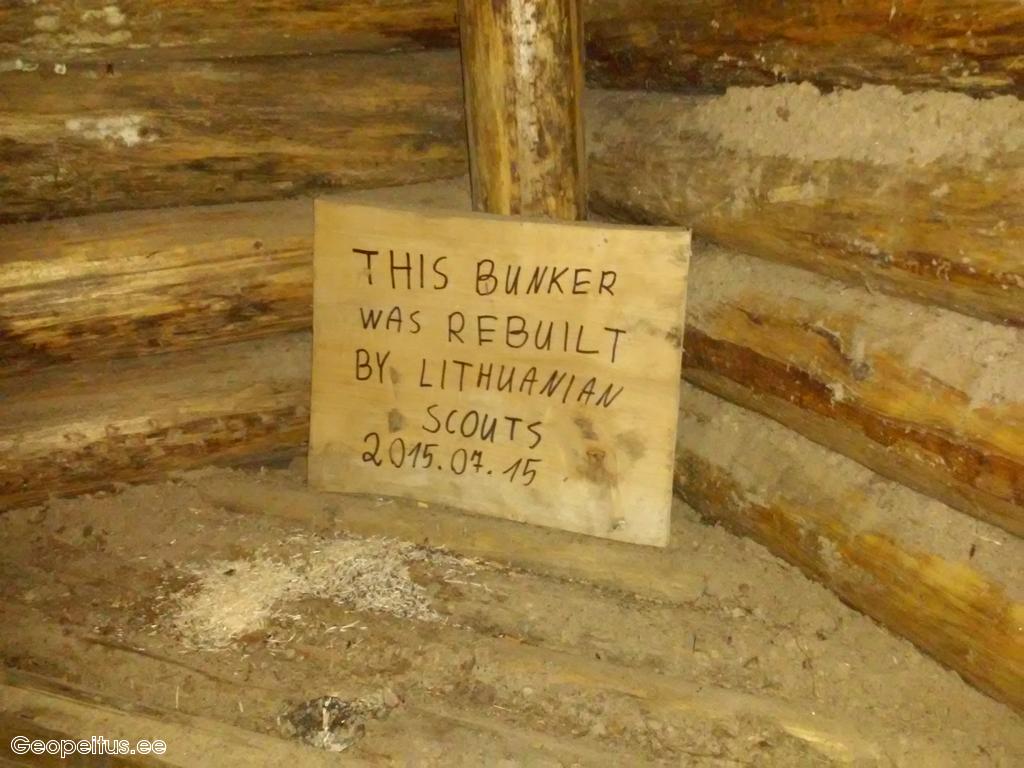 THIS BUNKER
WAS REBUILT
BY LITHUANIAN
SCOUTS
2015.07.15
Geopeitus.ee